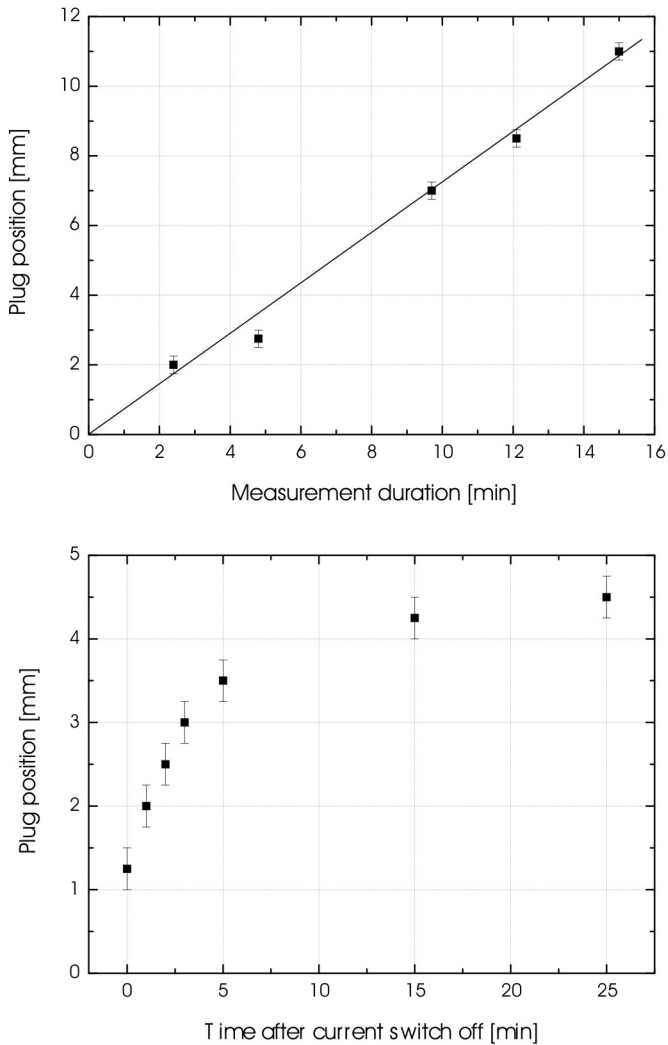 12
10
8
6
4
2
0
Plug position [mm]
0 2 4 6 8 10 12 14 16
Measurement duration [min]
5
4
3
2
1
0
Plug position [mm]
0 5 10 15 20 25
Time after current switch off [min]